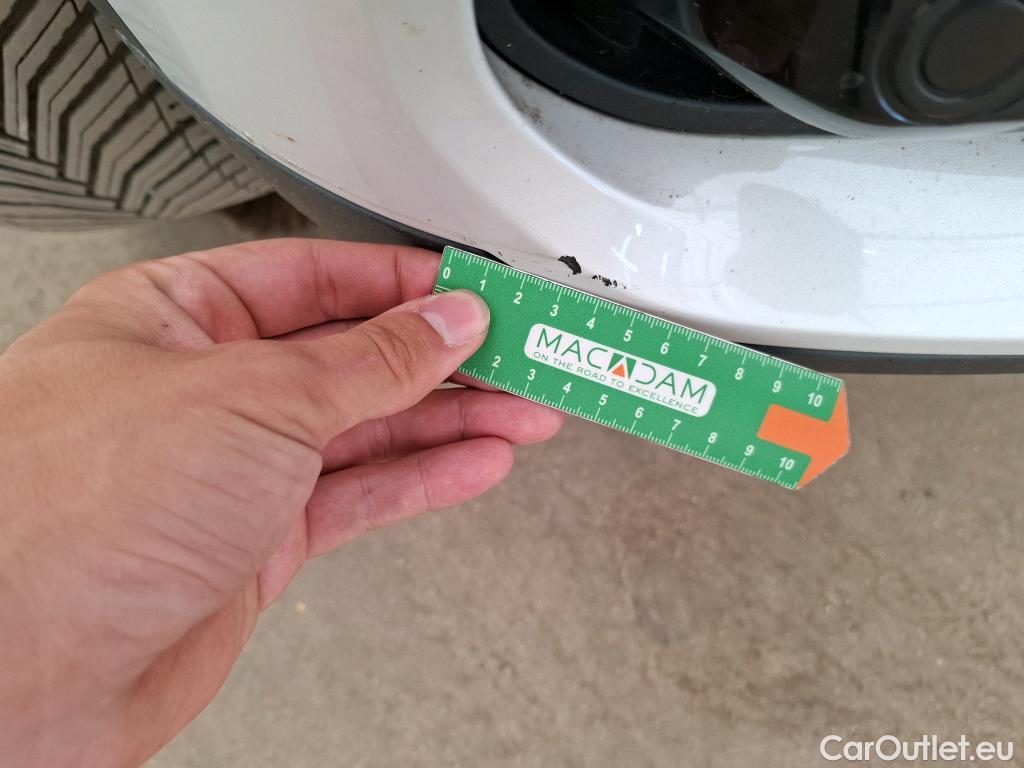 0 1 2 3 4 5 6 7 8 9 10
MACADAM
ON THE ROAD TO EXCELLENCE
2 3 4 5 6 7 8 9 10
CarOutlet.eu